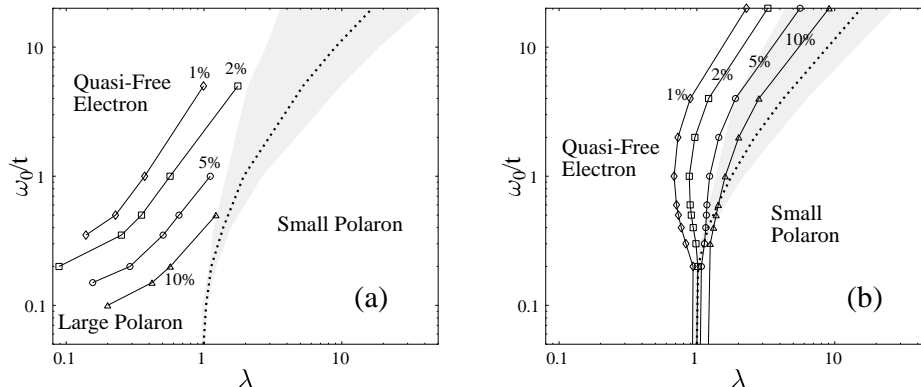 10
1
0.1
ω₀/t
Quasi-Free
Electron
1%
2%
5%
10%
Small Polaron
Large Polaron
(a)
0.1
1
10
λ
10
1
0.1
ω₀/t
1%
2%
5%
10%
Quasi-Free
Electron
Small
Polaron
(b)
0.1
1
10
λ